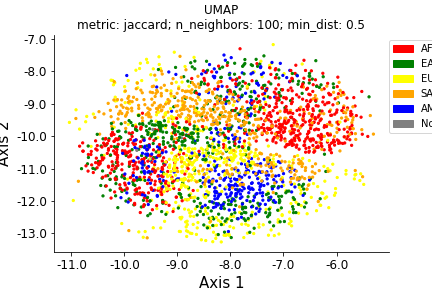 UMAP
metric: jaccard; n_neighbors: 100; min_dist: 0.5
-7.0
-8.0
-9.0
-10.0
-11.0
-12.0
-13.0
Axis 2
-11.0 -10.0 -9.0 -8.0 -7.0 -6.0
Axis 1
AF
EA
EU
SA
AM
No